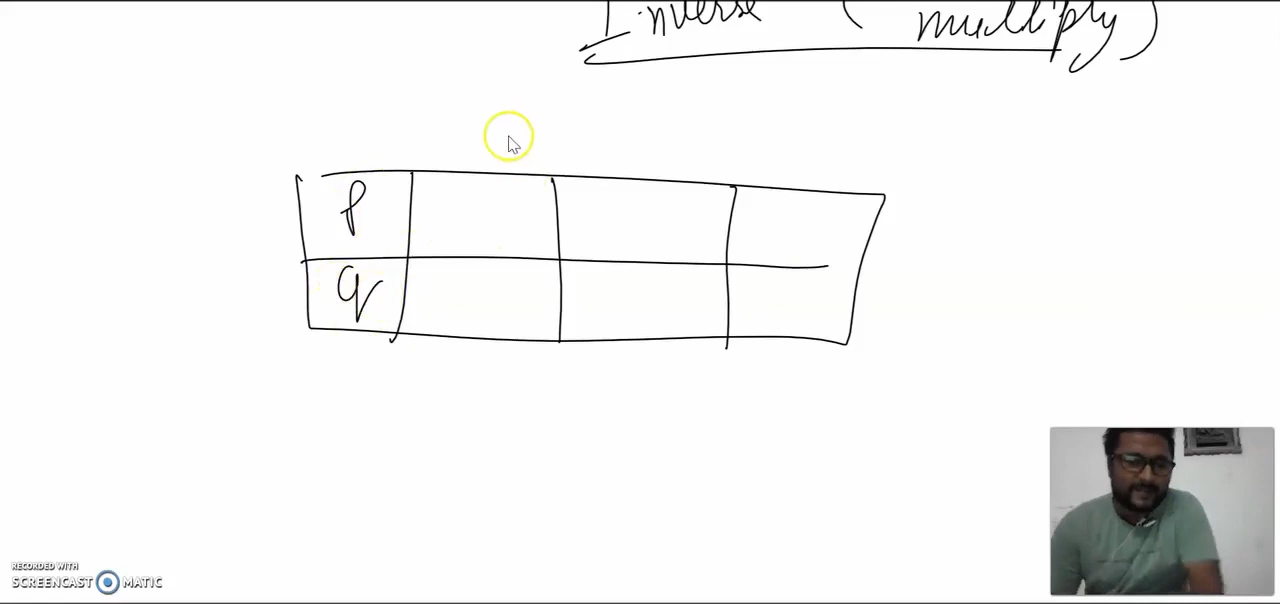 Inverse ( multiply )
p
q
RECORDED WITH
SCREENCAST MATIC